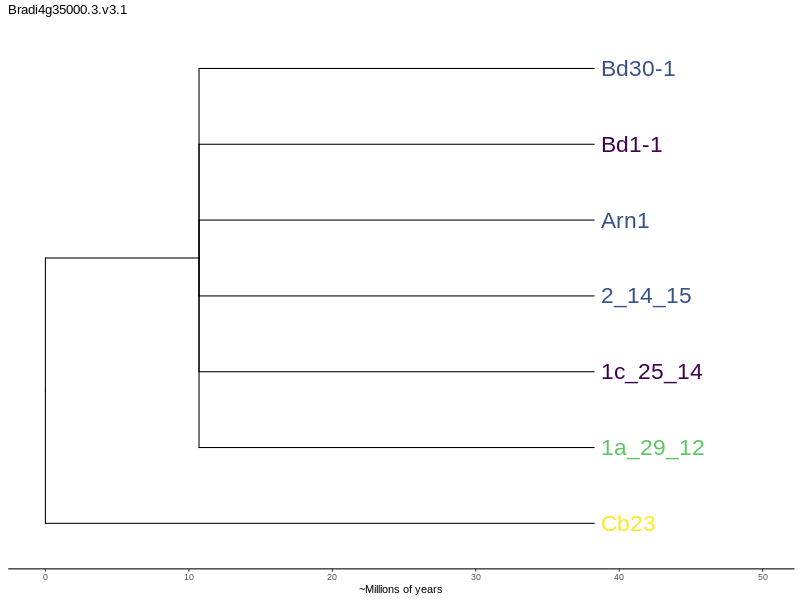 Bradi4g35000.3.v3.1
Bd30-1
Bd1-1
Arn1
2_14_15
1c_25_14
1a_29_12
Cb23
0 10 20 30 40 50
~Millions of years